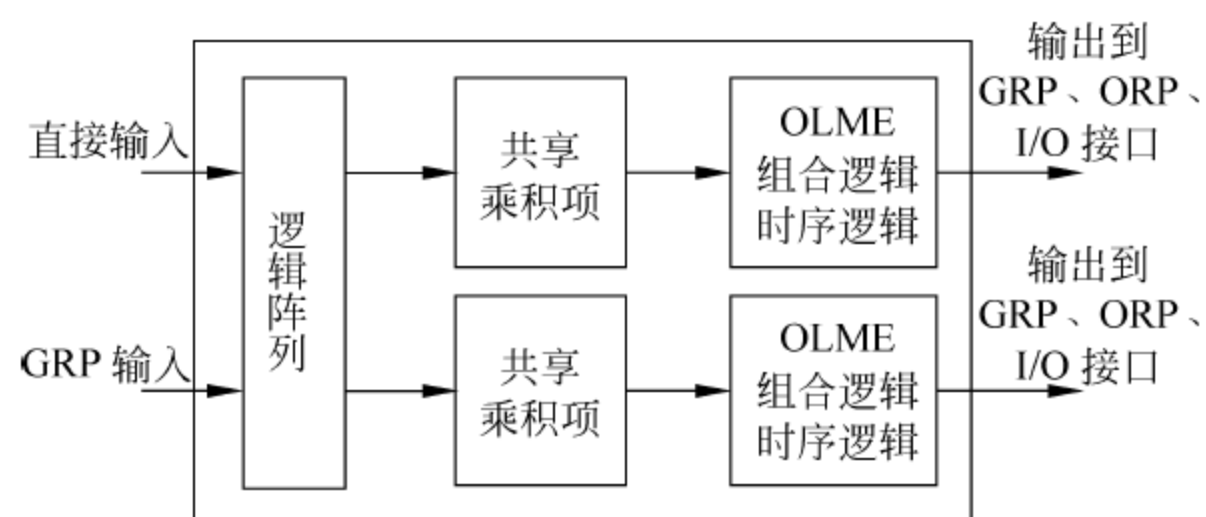 直接输入
GRP 输入
逻
辑
阵
列
共享
乘积项
共享
乘积项
OLME
组合逻辑
时序逻辑
OLME
组合逻辑
时序逻辑
输出到
GRP、ORP、
I/O 接口
输出到
GRP、ORP、
I/O 接口